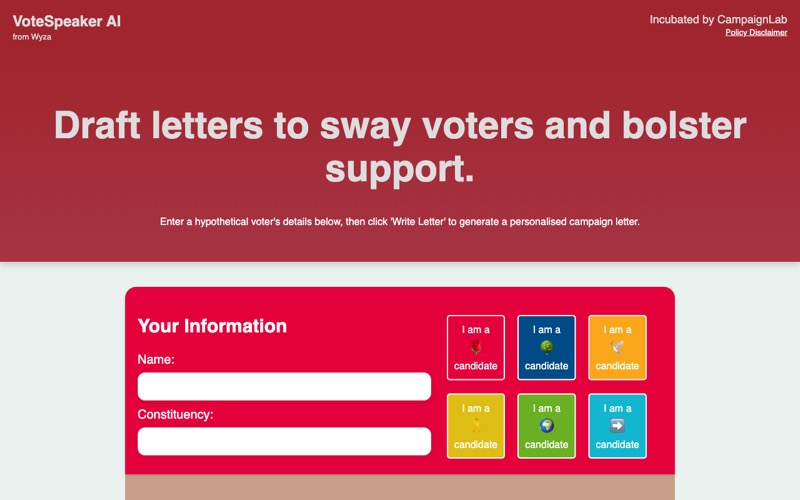 VoteSpeaker AI
from Wyza
Incubated by CampaignLab
Policy Disclaimer
Draft letters to sway voters and bolster
support.
Enter a hypothetical voter's details below, then click 'Write Letter' to generate a personalised campaign letter.
Your Information
Name:
Constituency:
I am a
candidate
I am a
candidate
I am a
candidate
I am a
candidate
I am a
candidate
I am a
candidate